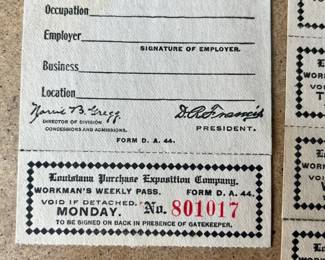 Occupation
Employer
SIGNATURE OF EMPLOYER.
Business
Location
Norris B. Gregg D. R. Francis
DIRECTOR OF DIVISION PRESIDENT.
CONCESSIONS AND ADMISSIONS.
FORM D. A. 44.
Louisiana Purchase Exposition Company.
WORKMAN'S WEEKLY PASS. FORM D. A. 44.
VOID IF DETACHED.
MONDAY. No. 801017
TO BE SIGNED ON BACK IN PRESENCE OF GATEKEEPER.